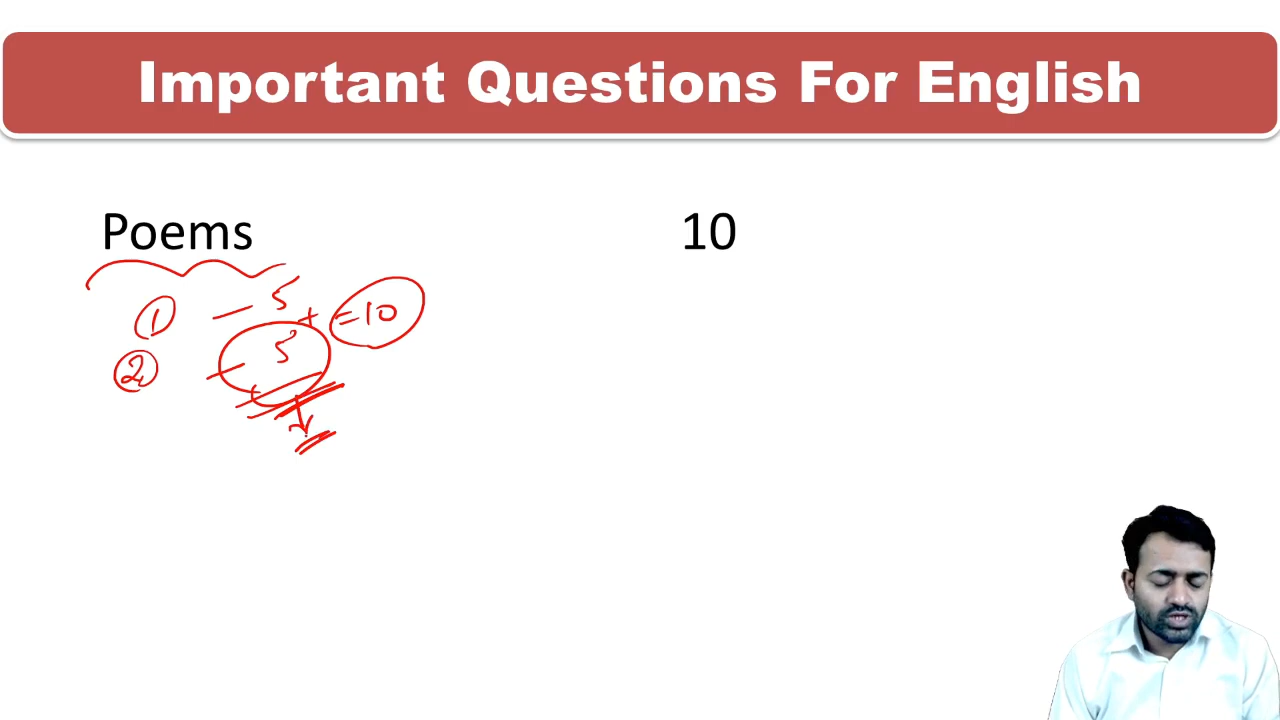 Important Questions For English
Poems 10
① - 5
+ = 10
② - 5